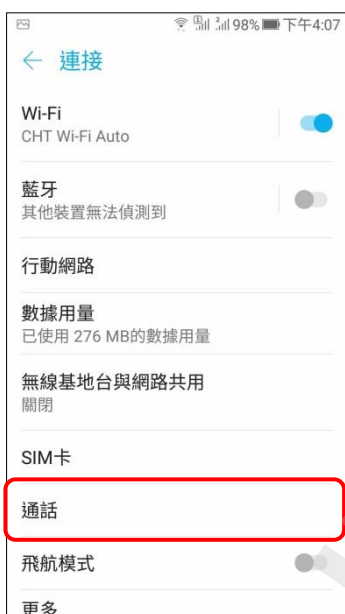 98% 下午4:07
連接
Wi-Fi
CHT Wi-Fi Auto
藍牙
其他裝置無法偵測到
行動網路
數據用量
已使用 276 MB的數據用量
無線基地台與網路共用
關閉
SIM卡
通話
飛航模式
更多